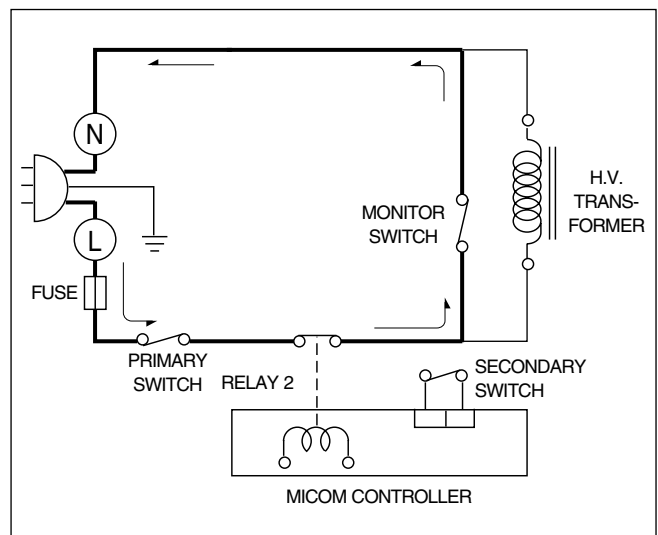 N
MONITOR
SWITCH
H.V.
TRANS-
FORMER
L
FUSE
PRIMARY
SWITCH
RELAY 2
SECONDARY
SWITCH
MICOM CONTROLLER